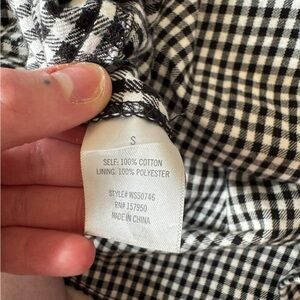 S
SELF: 100% COTTON
LINING: 100% POLYESTER
STYLE# WS50746
RN# 157950
MADE IN CHINA